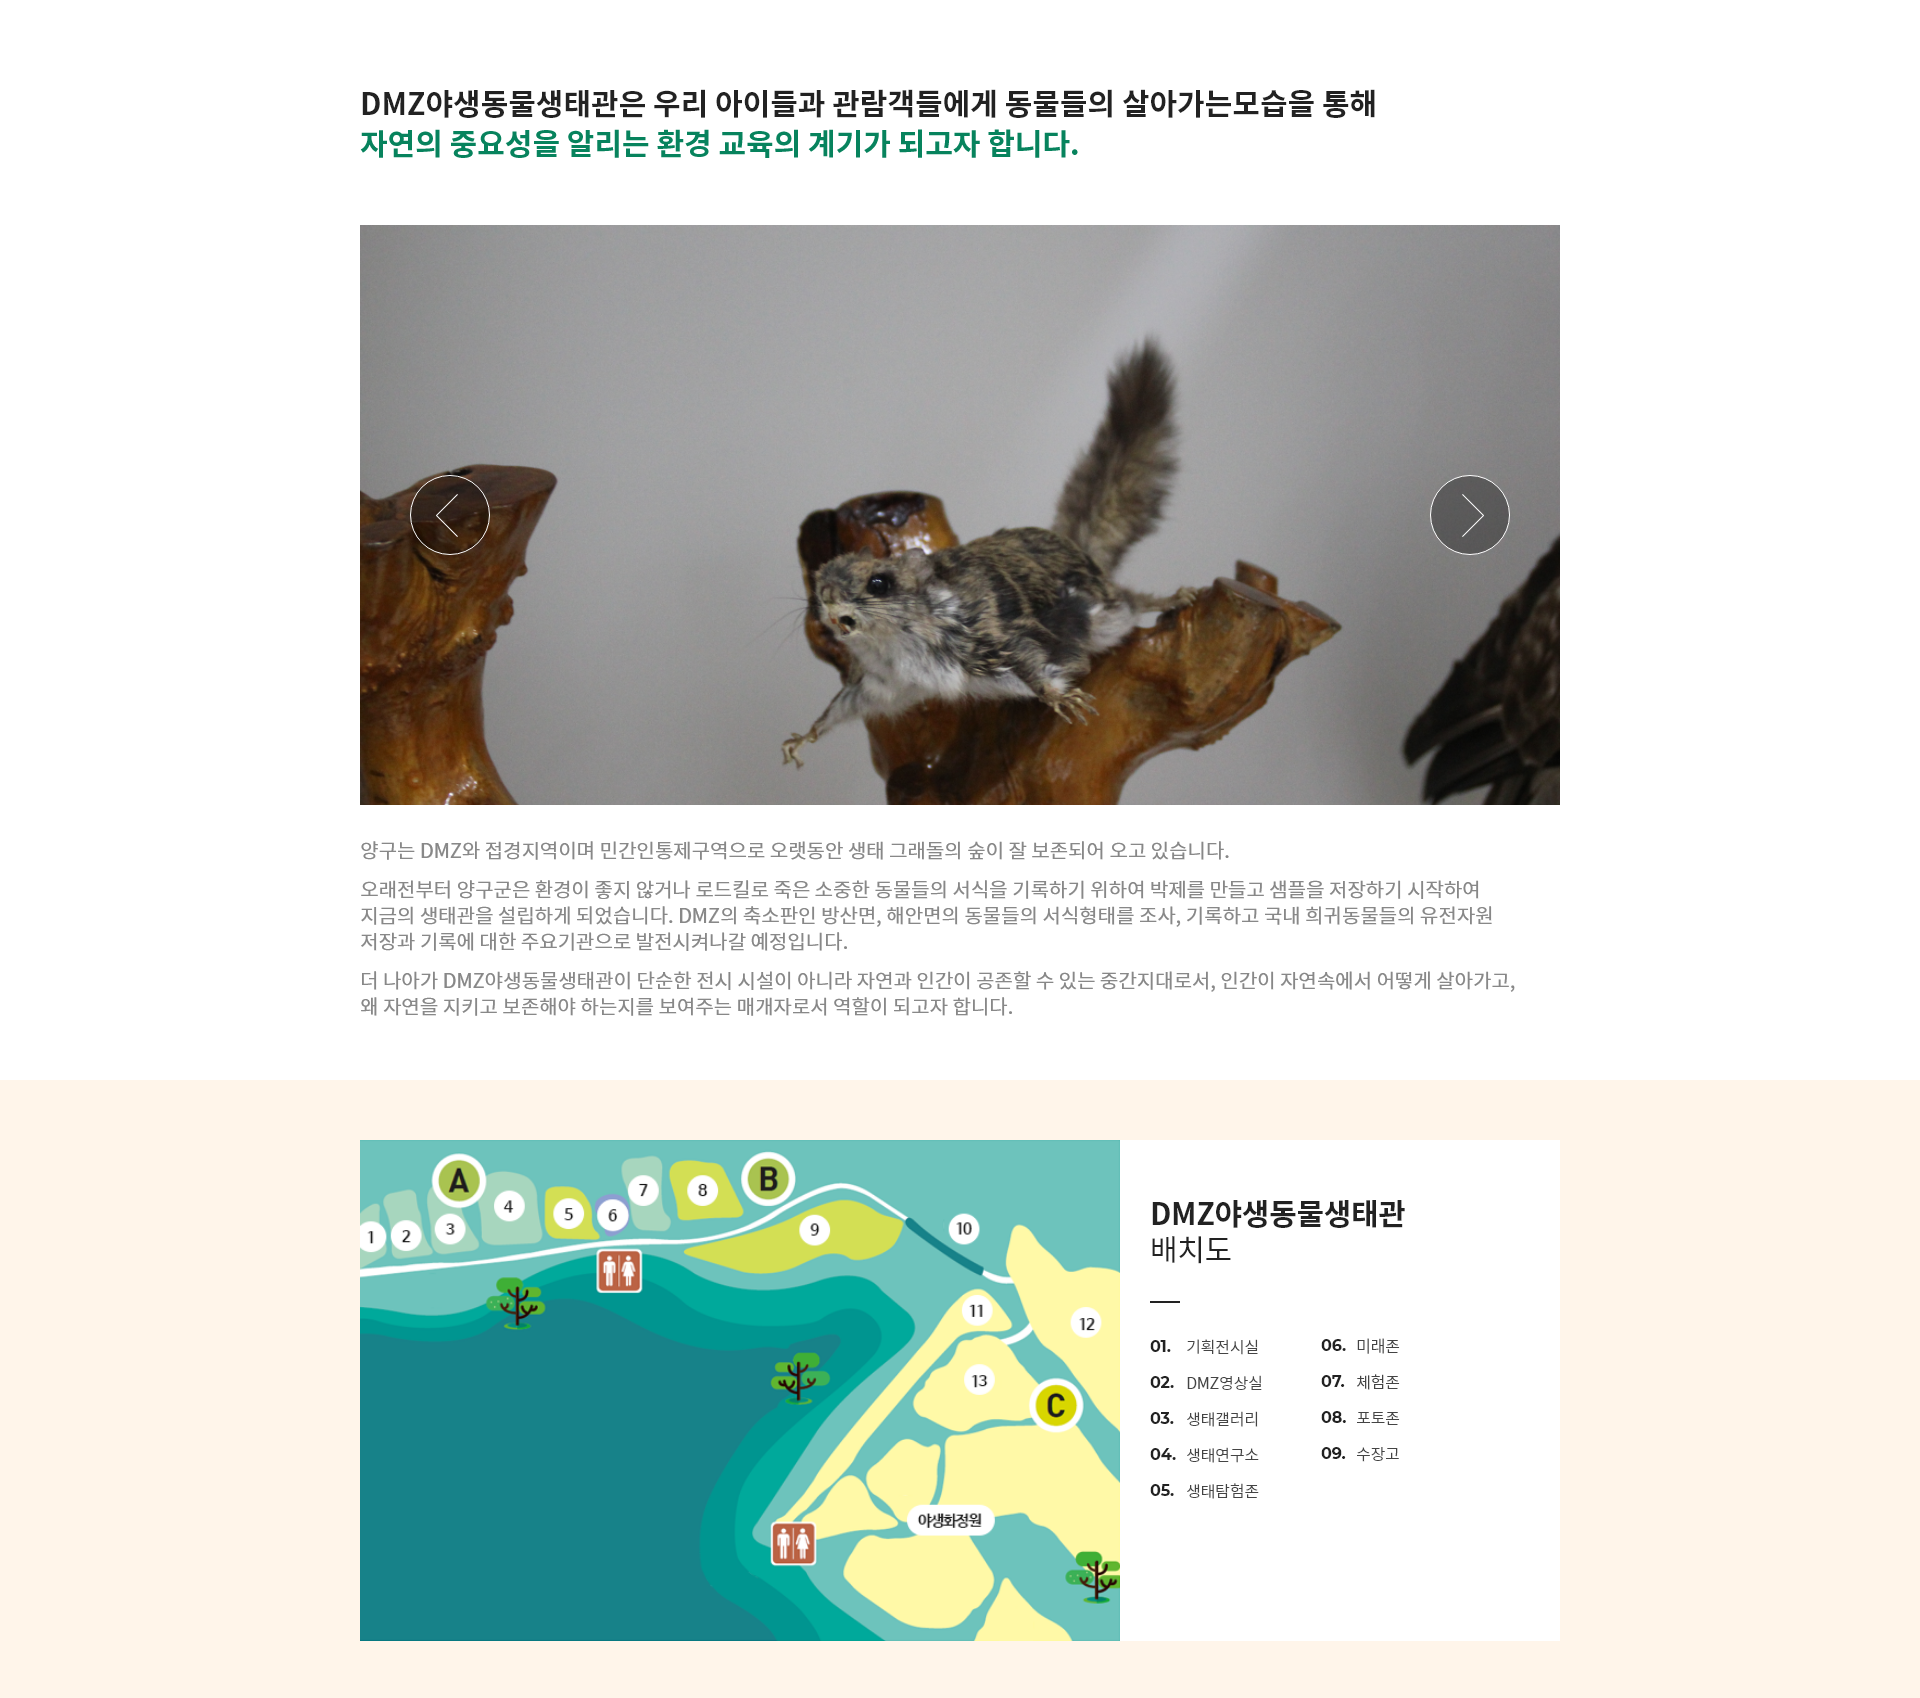 DMZ야생동물생태관은 우리 아이들과 관람객들에게 동물들의 살아가는모습을 통해
자연의 중요성을 알리는 환경 교육의 계기가 되고자 합니다.
양구는 DMZ와 접경지역이며 민간인통제구역으로 오랫동안 생태 그래돌의 숲이 잘 보존되어 오고 있습니다.
오래전부터 양구군은 환경이 좋지 않거나 로드킬로 죽은 소중한 동물들의 서식을 기록하기 위하여 박제를 만들고 샘플을 저장하기 시작하여
지금의 생태관을 설립하게 되었습니다. DMZ의 축소판인 방산면, 해안면의 동물들의 서식형태를 조사, 기록하고 국내 희귀동물들의 유전자원
저장과 기록에 대한 주요기관으로 발전시켜나갈 예정입니다.
더 나아가 DMZ야생동물생태관이 단순한 전시 시설이 아니라 자연과 인간이 공존할 수 있는 중간지대로서, 인간이 자연속에서 어떻게 살아가고,
왜 자연을 지키고 보존해야 하는지를 보여주는 매개자로서 역할이 되고자 합니다.
A
B
1
2
3
4
5
6
7
8
9
10
11
12
13
C
야생화정원
DMZ야생동물생태관
배치도
01. 기획전시실
02. DMZ영상실
03. 생태갤러리
04. 생태연구소
05. 생태탐험존
06. 미래존
07. 체험존
08. 포토존
09. 수장고